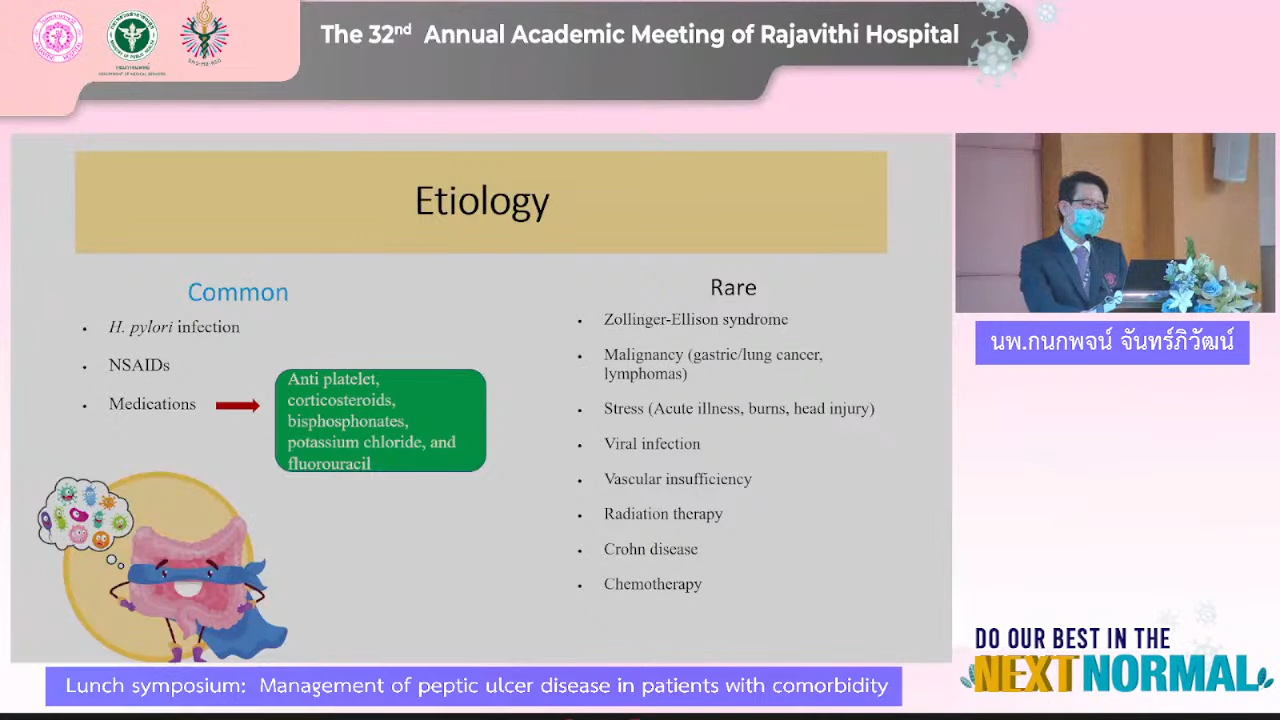 The 32nd Annual Academic Meeting of Rajavithi Hospital
Etiology
Common
H. pylori infection
NSAIDs
Medications
Anti platelet,
corticosteroids,
bisphosphonates,
potassium chloride, and
fluorouracil
Rare
Zollinger-Ellison syndrome
Malignancy (gastric/lung cancer,
lymphomas)
Stress (Acute illness, burns, head injury)
Viral infection
Vascular insufficiency
Radiation therapy
Crohn disease
Chemotherapy
นพ.กนกพจน์ จันทร์ภิวัฒน์
DO OUR BEST IN THE
NEXT NORMAL
Lunch symposium: Management of peptic ulcer disease in patients with comorbidity